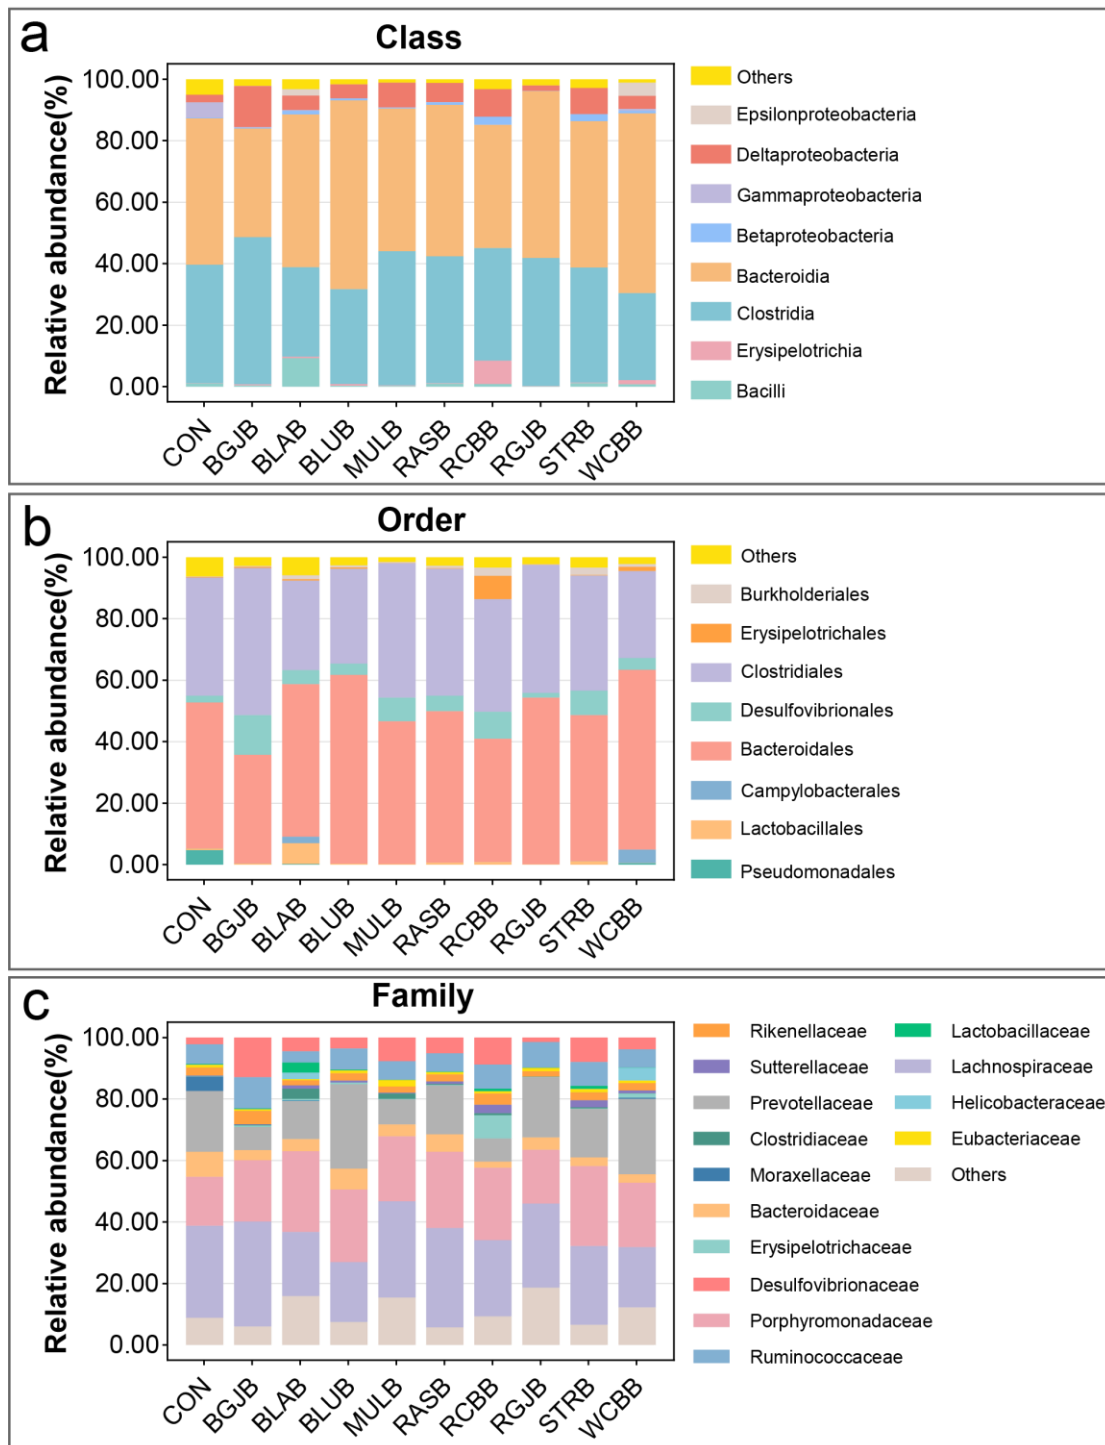 a
Class
Relative abundance(%)
100.00
80.00
60.00
40.00
20.00
0.00
CON
BGJB
BLAB
BLUB
MULB
RASB
RCBB
RGJB
STRB
WCBB
Others
Epsilonproteobacteria
Deltaproteobacteria
Gammaproteobacteria
Betaproteobacteria
Bacteroidia
Clostridia
Erysipelotrichia
Bacilli
b
Order
Relative abundance(%)
100.00
80.00
60.00
40.00
20.00
0.00
CON
BGJB
BLAB
BLUB
MULB
RASB
RCBB
RGJB
STRB
WCBB
Others
Burkholderiales
Erysipelotrichales
Clostridiales
Desulfovibrionales
Bacteroidales
Campylobacterales
Lactobacillales
Pseudomonadales
c
Family
Relative abundance(%)
100.00
80.00
60.00
40.00
20.00
0.00
CON
BGJB
BLAB
BLUB
MULB
RASB
RCBB
RGJB
STRB
WCBB
Rikenellaceae
Sutterellaceae
Prevotellaceae
Clostridiaceae
Moraxellaceae
Bacteroidaceae
Erysipelotrichaceae
Desulfovibrionaceae
Porphyromonadaceae
Ruminococcaceae
Lactobacillaceae
Lachnospiraceae
Helicobacteraceae
Eubacteriaceae
Others